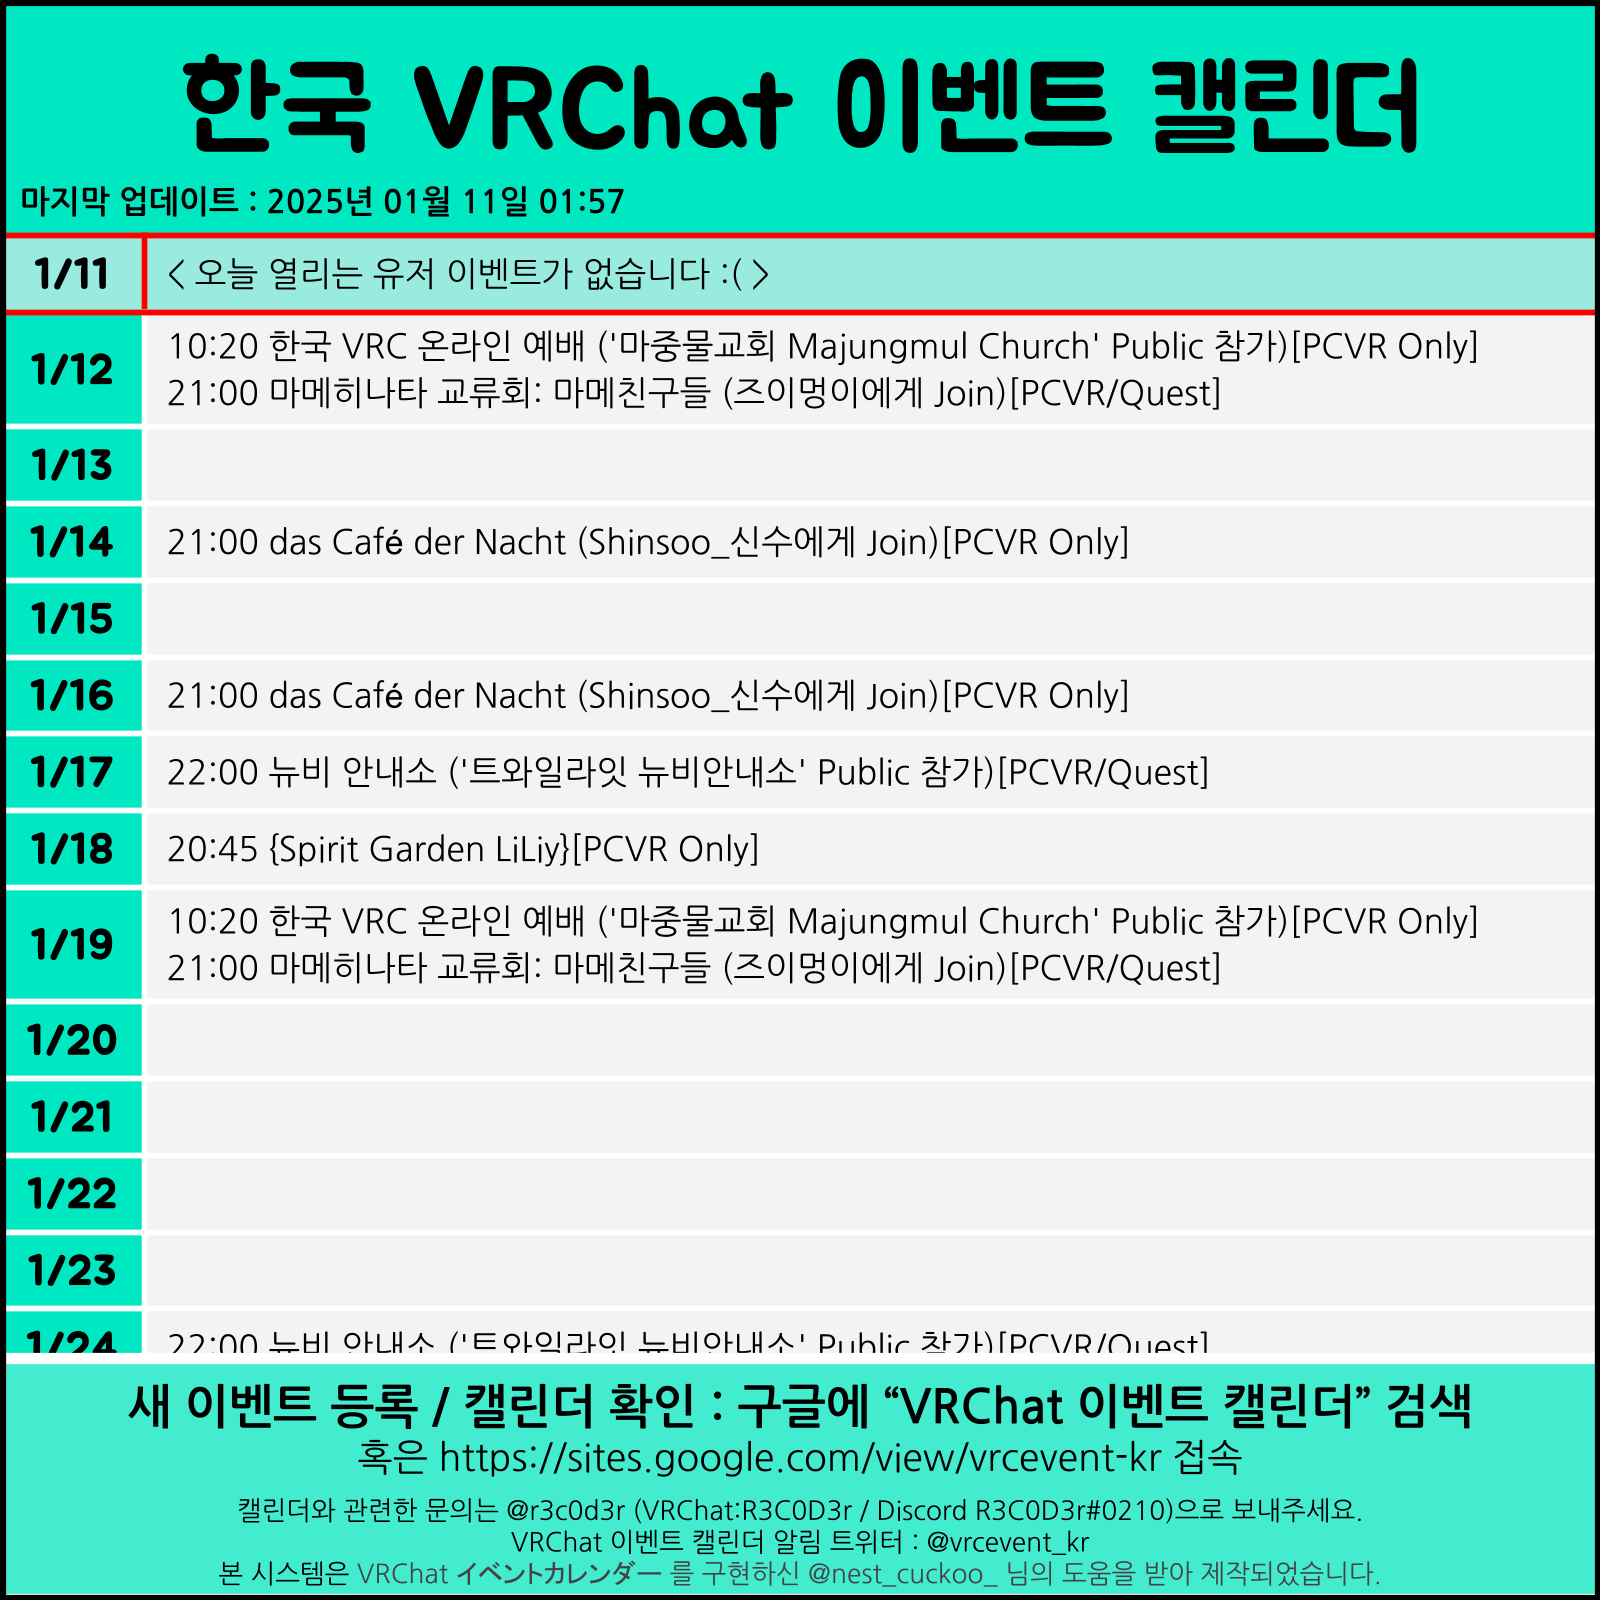 한국 VRChat 이벤트 캘린더
마지막 업데이트 : 2025년 01월 11일 01:57
1/11
< 오늘 열리는 유저 이벤트가 없습니다 :( >
1/12
10:20 한국 VRC 온라인 예배 ('마중물교회 Majungmul Church' Public 참가)[PCVR Only]
21:00 마메히나타 교류회: 마메친구들 (즈이멍이에게 Join)[PCVR/Quest]
1/13
1/14
21:00 das Café der Nacht (Shinsoo_신수에게 Join)[PCVR Only]
1/15
1/16
21:00 das Café der Nacht (Shinsoo_신수에게 Join)[PCVR Only]
1/17
22:00 뉴비 안내소 ('트와일라잇 뉴비안내소' Public 참가)[PCVR/Quest]
1/18
20:45 {Spirit Garden LiLiy}[PCVR Only]
1/19
10:20 한국 VRC 온라인 예배 ('마중물교회 Majungmul Church' Public 참가)[PCVR Only]
21:00 마메히나타 교류회: 마메친구들 (즈이멍이에게 Join)[PCVR/Quest]
1/20
1/21
1/22
1/23
1/24
22:00 뉴비 안내소 ('트와일라잇 뉴비안내소' Public 참가)[PCVR/Quest]
새 이벤트 등록 / 캘린더 확인 : 구글에 “VRChat 이벤트 캘린더” 검색
혹은 https://sites.google.com/view/vrcevent-kr 접속
캘린더와 관련한 문의는 @r3c0d3r (VRChat:R3C0D3r / Discord R3C0D3r#0210)으로 보내주세요.
VRChat 이벤트 캘린더 알림 트위터 : @vrcevent_kr
본 시스템은 VRChat イベントカレンダー 를 구현하신 @nest_cuckoo_ 님의 도움을 받아 제작되었습니다.